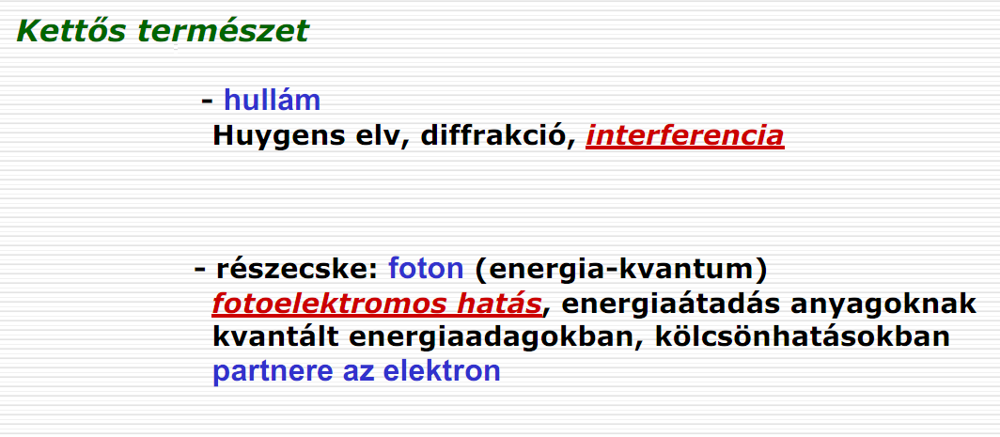 Kettős természet
- hullám
Huygens elv, diffrakció, interferencia
- részecske: foton (energia-kvantum)
fotoelektromos hatás, energiaátadás anyagoknak
kvantált energiaadagokban, kölcsönhatásokban
partnere az elektron